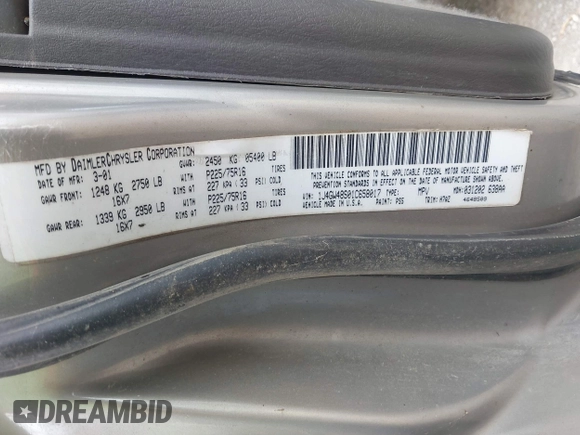 MFD BY DAIMLERCHRYSLER CORPORATION
DATE OF MFR: 3-01 GVWR: 2450 KG 05400 LB
GAWR FRONT: 1248 KG 2750 LB WITH P225/75R16 TIRES
16X7 RIMS AT 227 KPA / 33 PSI COLD
GAWR REAR: 1339 KG 2950 LB WITH P225/75R16 TIRES
16X7 RIMS AT 227 KPA / 33 PSI COLD
THIS VEHICLE CONFORMS TO ALL APPLICABLE FEDERAL MOTOR VEHICLE SAFETY AND THEFT
PREVENTION STANDARDS IN EFFECT ON THE DATE OF MANUFACTURE SHOWN ABOVE.
VIN: TYPE: MPV MDH: 031202 638AA
VEHICLE MADE IN U.S.A. PAINT: PS5 TRIM: H7AZ
DREAMBID